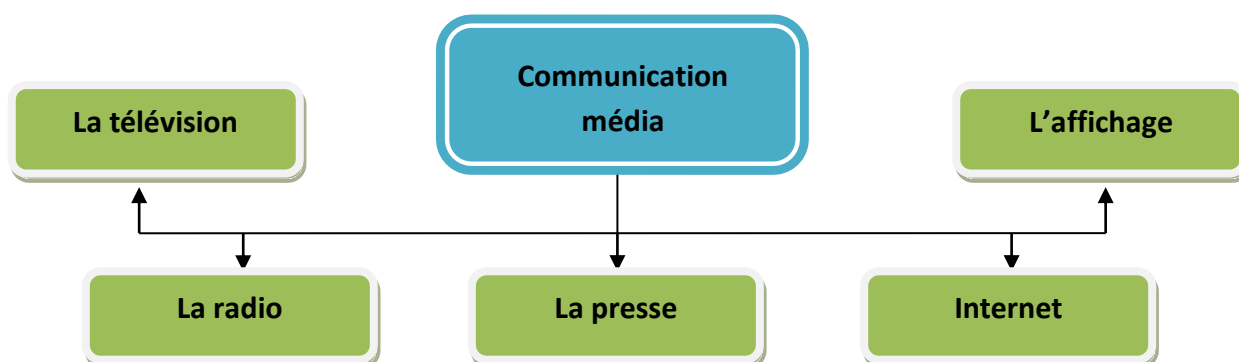 Communication
média
La télévision
L’affichage
La radio
La presse
Internet